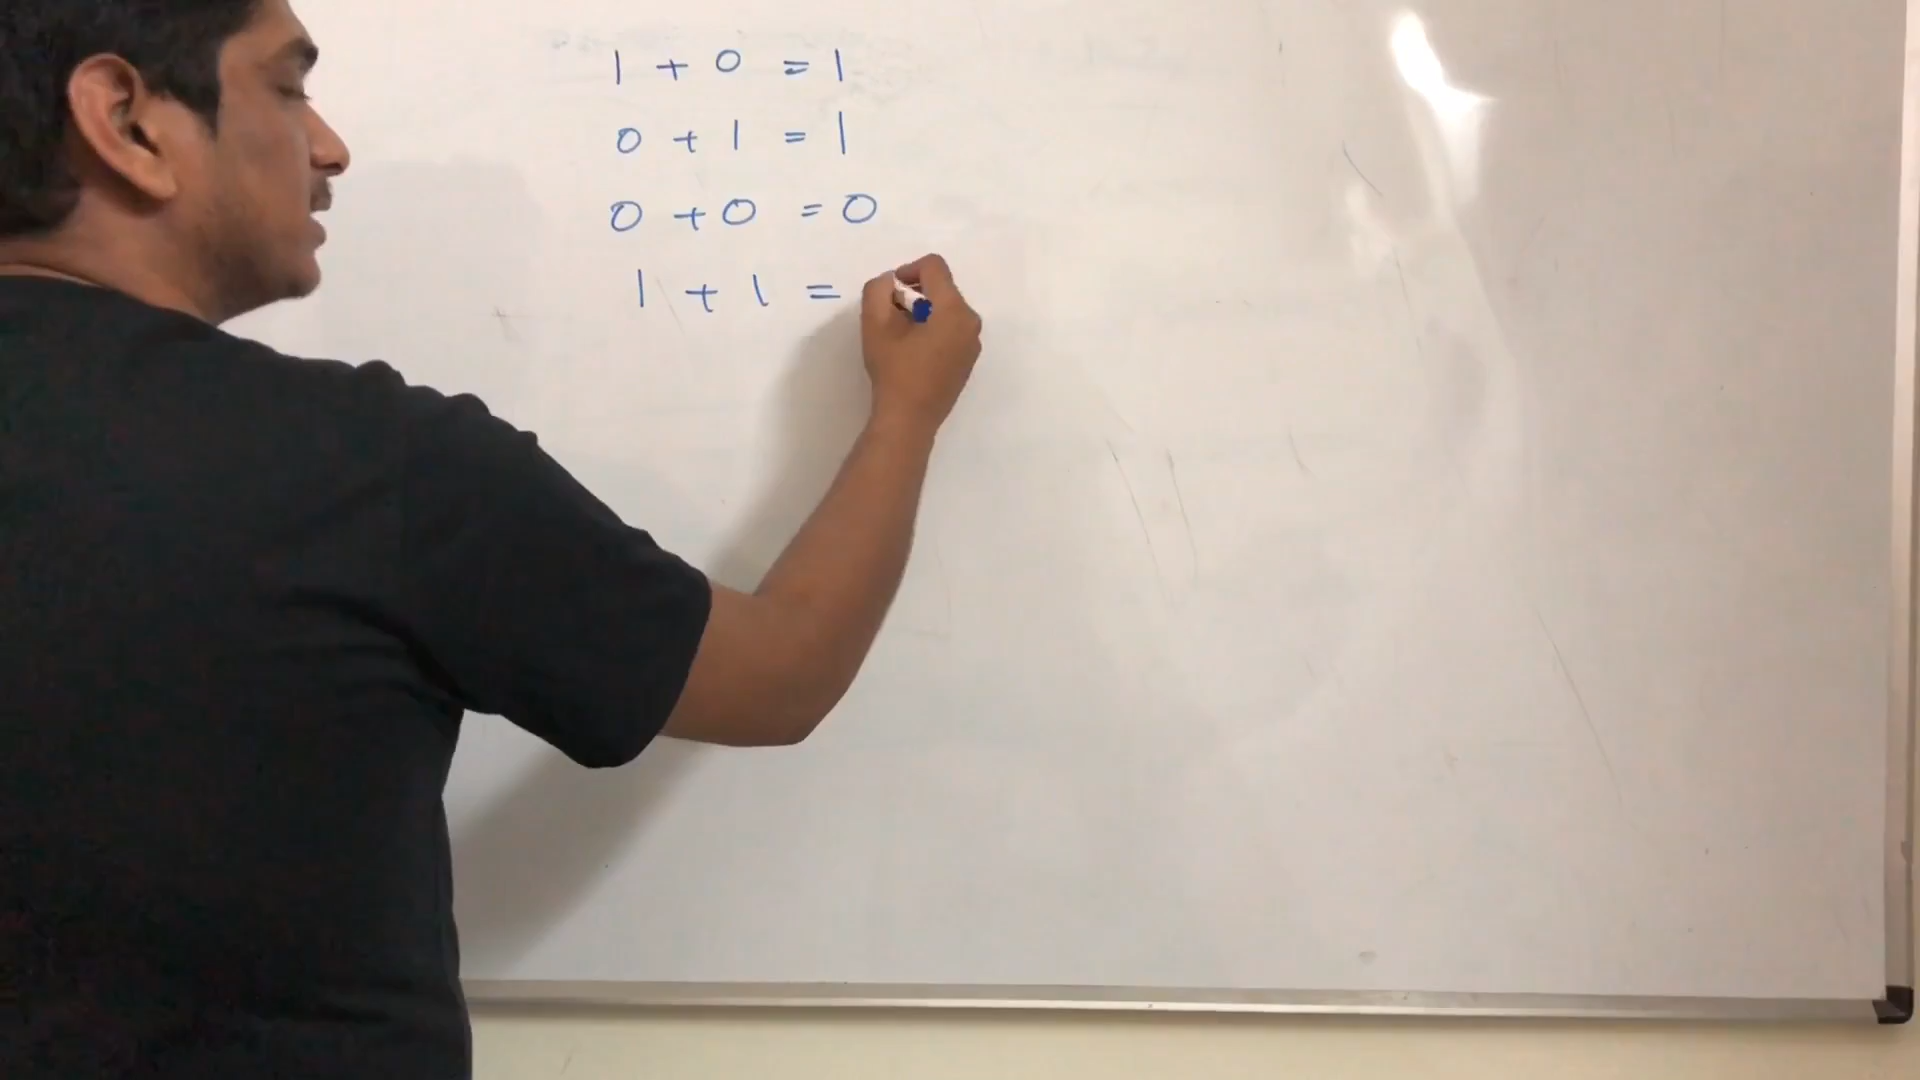 1 + 0 = 1
0 + 1 = 1
0 + 0 = 0
1 + 1 =